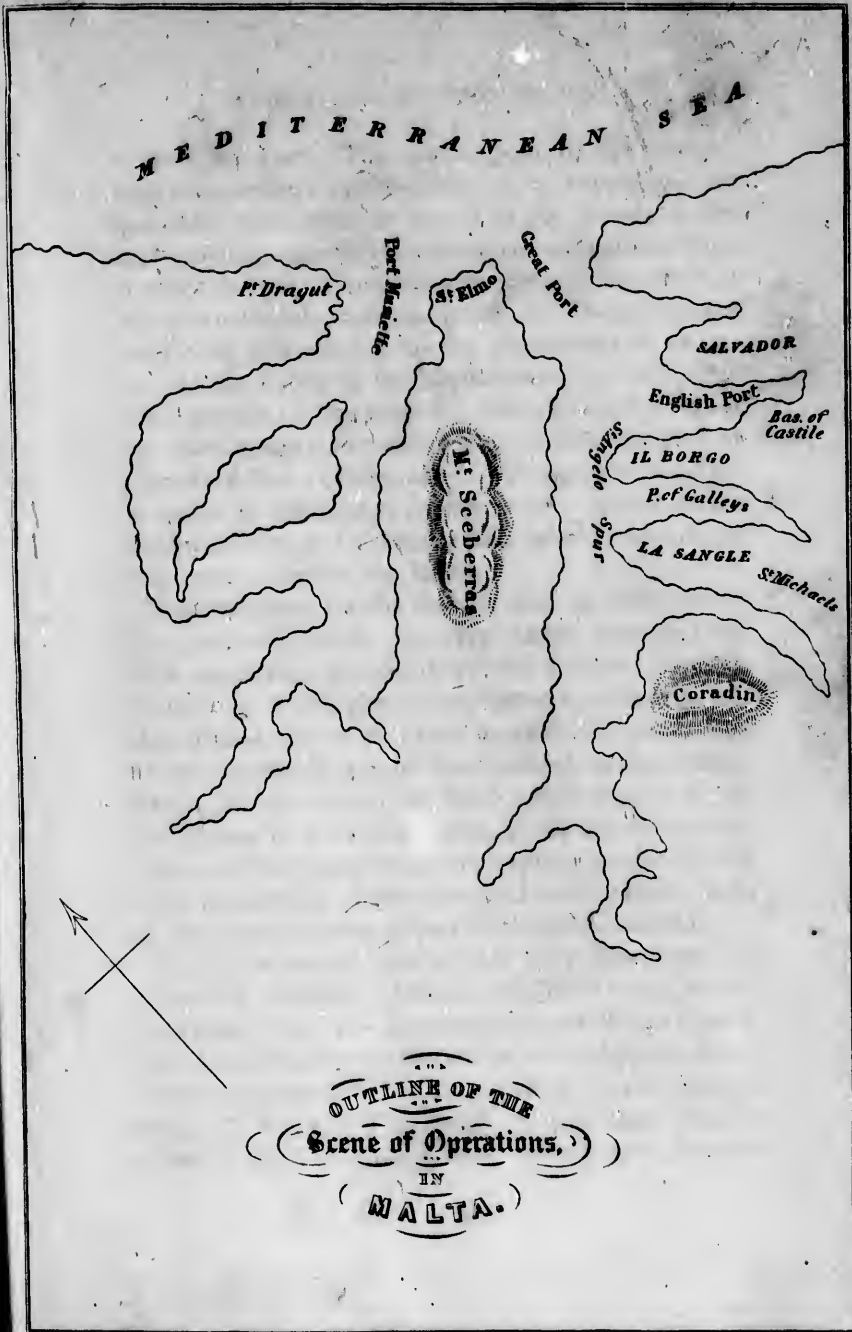 MEDITERRANEAN SEA
Pt. Dragut
Port Musiette
St. Elmo
Great Port
SALVADOR
English Port
Bas. of
Castile
St. Angelo
IL BORGO
P. of Galleys
Spur
LA SANGLE
St. Michaels
Mt. Sceberras
Coradin
OUTLINE OF THE
Scene of Operations,
IN
MALTA.